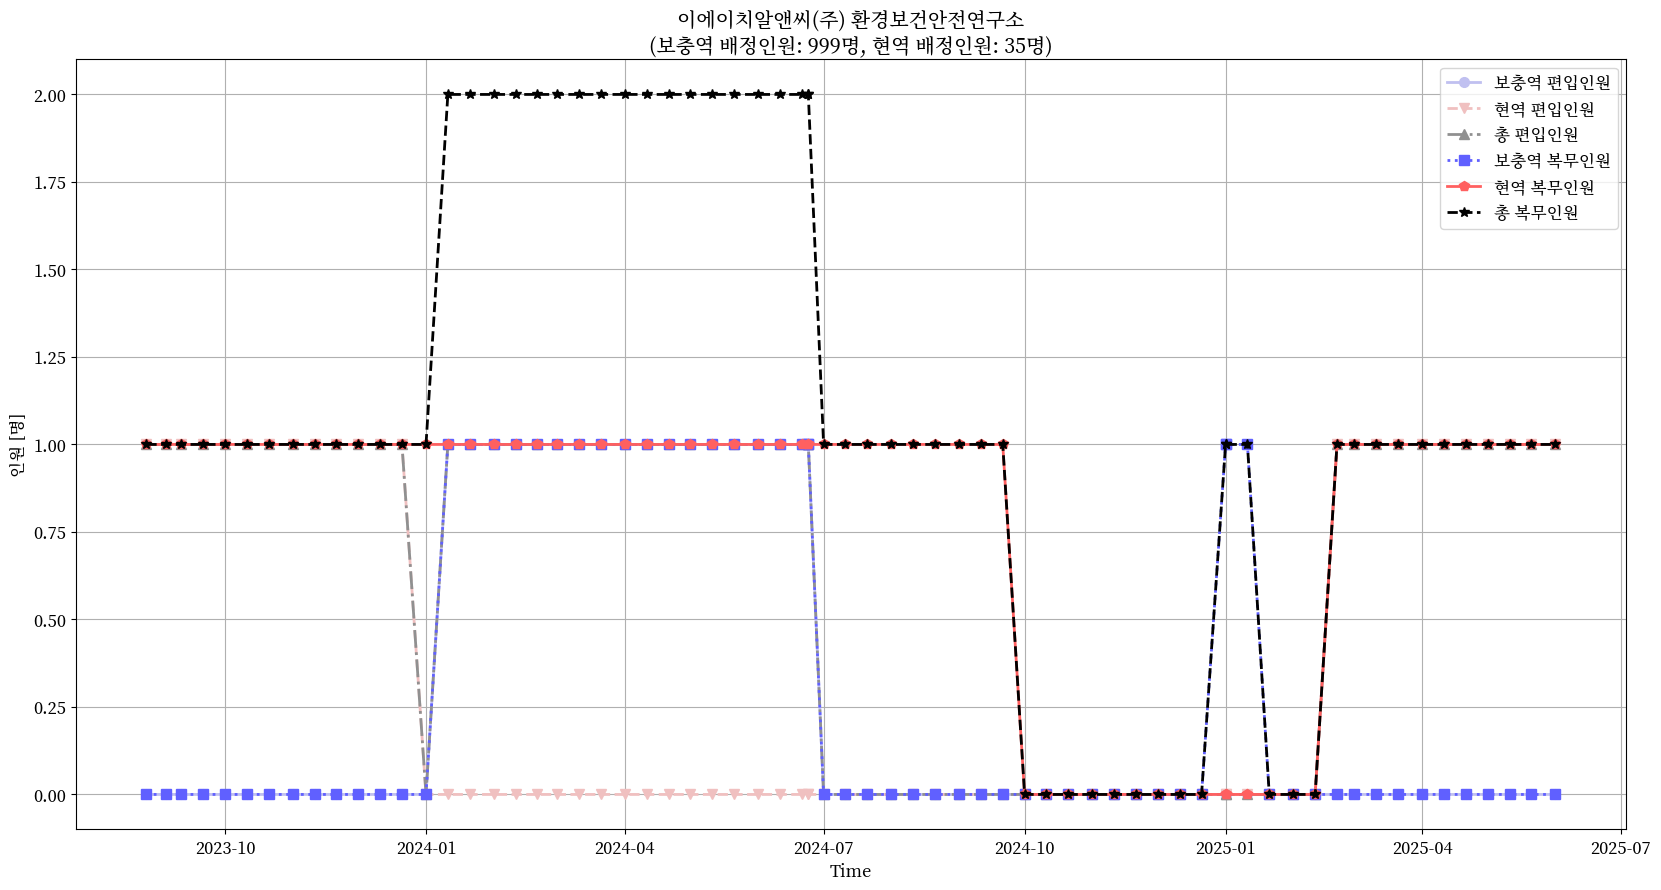 이에이치알앤씨(주) 환경보건안전연구소
(보충역 배정인원: 999명, 현역 배정인원: 35명)
보충역 편입인원
현역 편입인원
총 편입인원
보충역 복무인원
현역 복무인원
총 복무인원
인원 [명]
2.00
1.75
1.50
1.25
1.00
0.75
0.50
0.25
0.00
2023-10
2024-01
2024-04
2024-07
2024-10
2025-01
2025-04
2025-07
Time